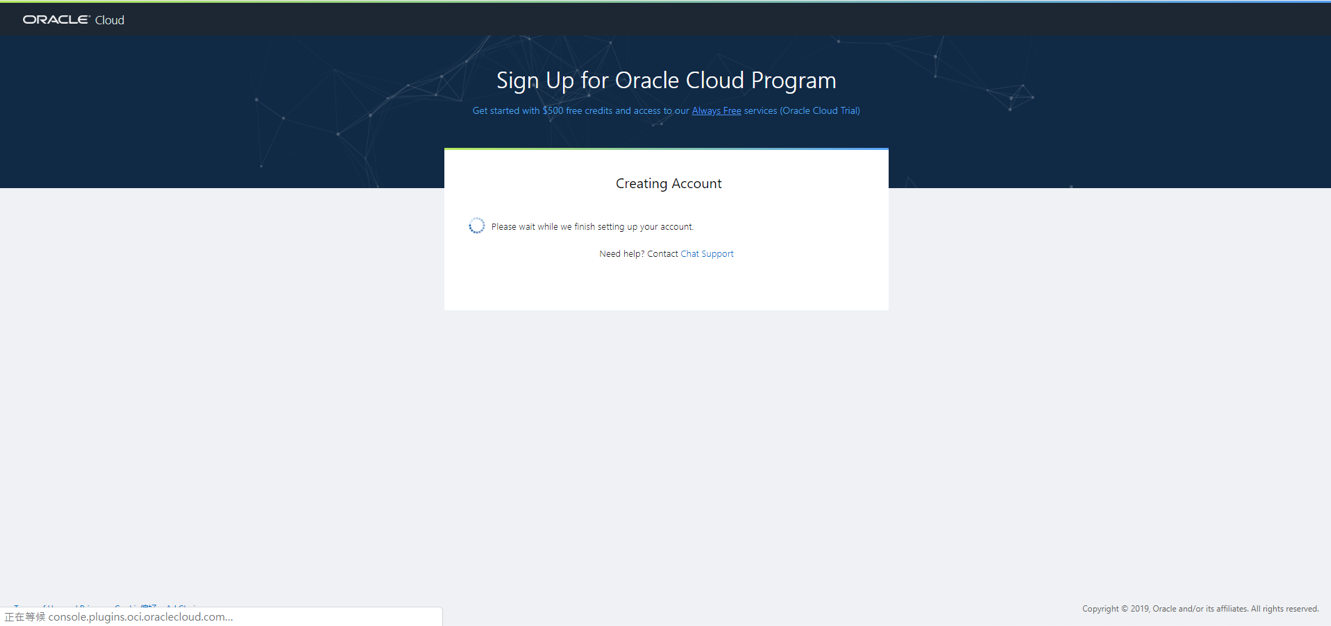 ORACLE Cloud
Sign Up for Oracle Cloud Program
Get started with $500 free credits and access to our Always Free services (Oracle Cloud Trial)
Creating Account
Please wait while we finish setting up your account.
Need help? Contact Chat Support
Copyright © 2019, Oracle and/or its affiliates. All rights reserved.
正在等候 console.plugins.oci.oraclecloud.com...